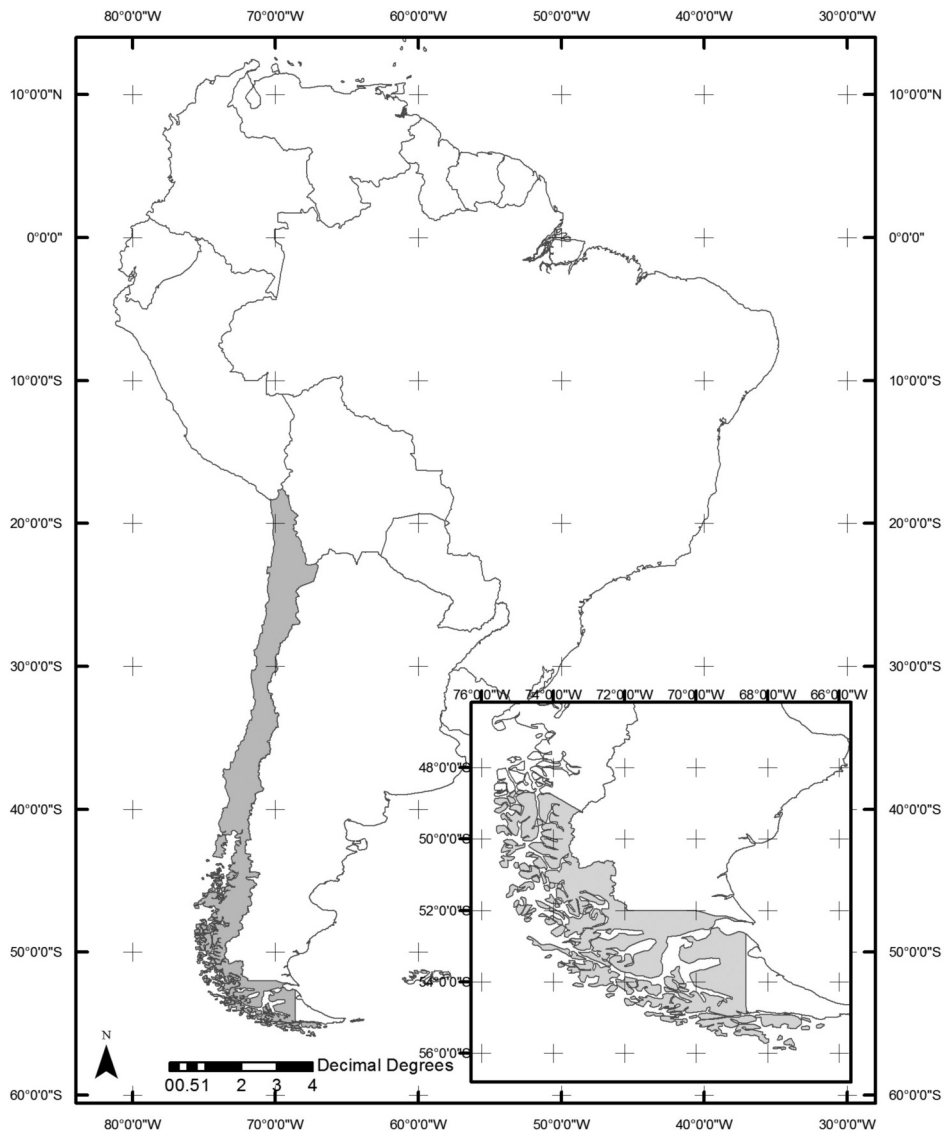 80°0'0"W 70°0'0"W 60°0'0"W 50°0'0"W 40°0'0"W 30°0'0"W
10°0'0"N 10°0'0"N
0°0'0" 0°0'0"
10°0'0"S 10°0'0"S
20°0'0"S 20°0'0"S
30°0'0"S 30°0'0"S
76°0'0"W 74°0'0"W 72°0'0"W 70°0'0"W 68°0'0"W 66°0'0"W
48°0'0"S
40°0'0"S 40°0'0"S
50°0'0"S
52°0'0"S
50°0'0"S 50°0'0"S
54°0'0"S
N
56°0'0"S
Decimal Degrees
00.51 2 3 4
60°0'0"S 60°0'0"S
80°0'0"W 70°0'0"W 60°0'0"W 50°0'0"W 40°0'0"W 30°0'0"W